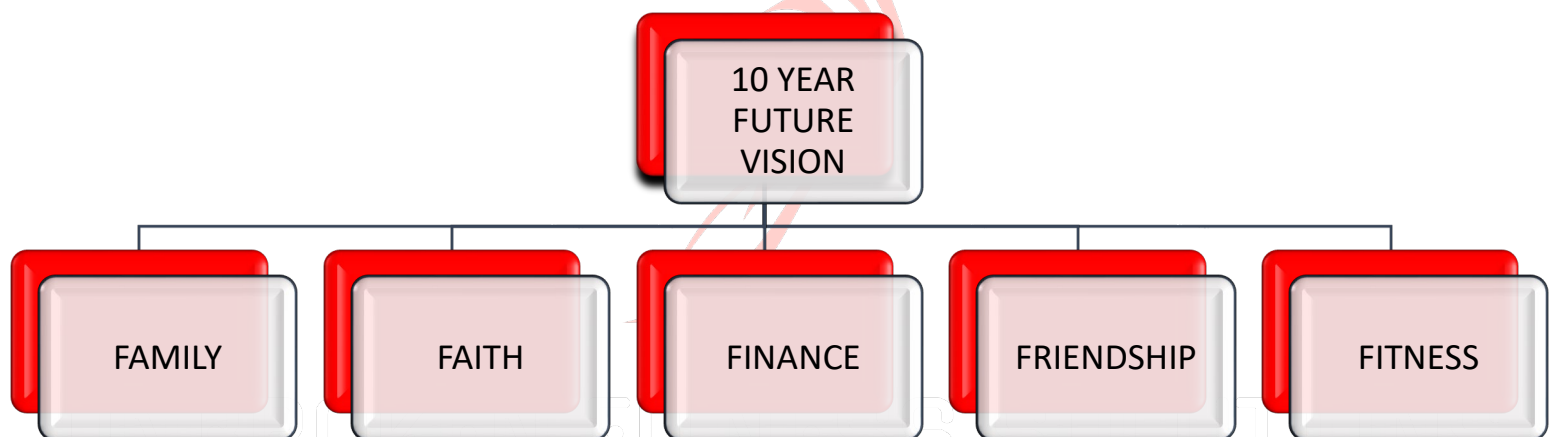 10 YEAR
FUTURE
VISION
FAMILY
FAITH
FINANCE
FRIENDSHIP
FITNESS